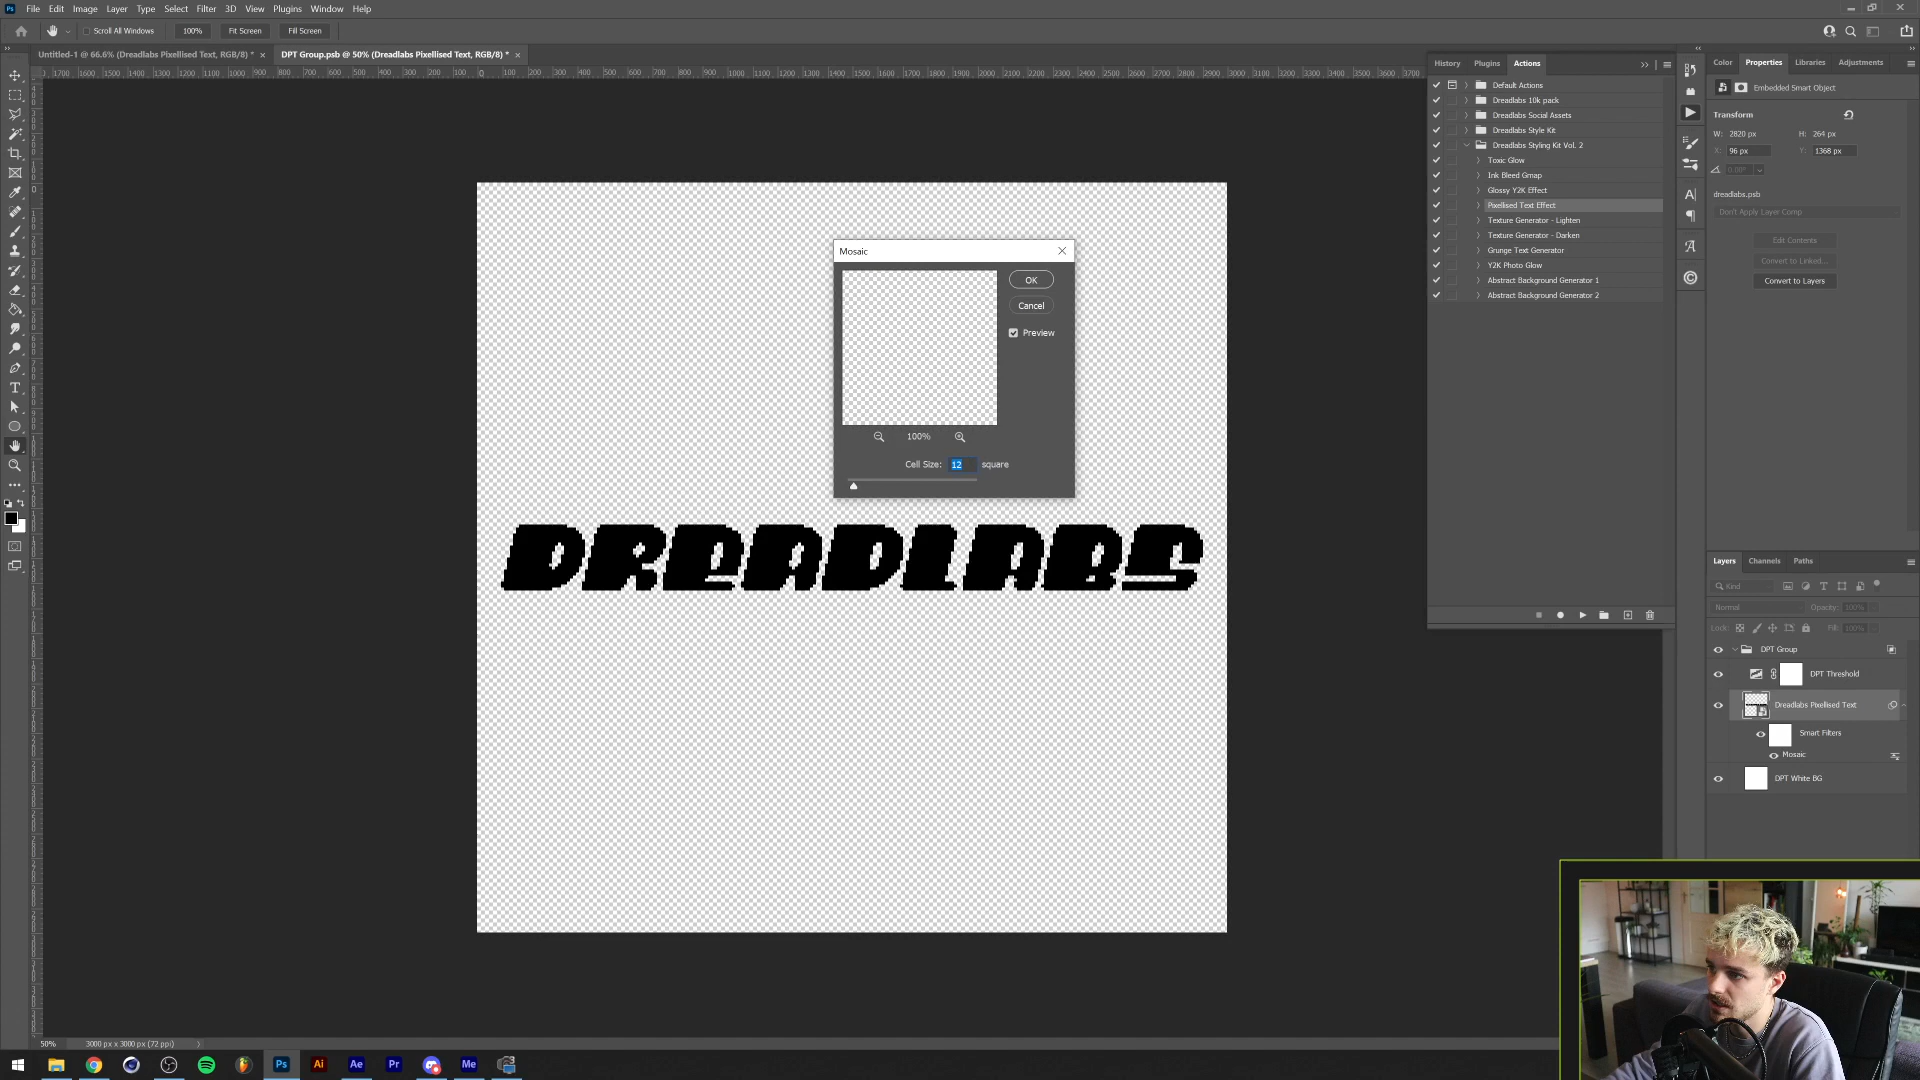 File Edit Image Layer Type Select Filter 3D View Plugins Window Help
Scroll All Windows 100% Fit Screen Fill Screen
Untitled-1 @ 66.6% (Dreadlabs Pixellised Text, RGB/8) * × DPT Group.psb @ 50% (Dreadlabs Pixellised Text, RGB/8) * ×
History Plugins Actions
Default Actions
Dreadlabs 10k pack
Dreadlabs Social Assets
Dreadlabs Style Kit
Dreadlabs Styling Kit Vol. 2
Toxic Glow
Ink Bleed Gmap
Glossy Y2K Effect
Pixellised Text Effect
Texture Generator - Lighten
Texture Generator - Darken
Grunge Text Generator
Y2K Photo Glow
Abstract Background Generator 1
Abstract Background Generator 2
Mosaic
OK
Cancel
Preview
100%
Cell Size: 12 square
DREADLABS
Color Properties Libraries Adjustments
Embedded Smart Object
Transform
W: 2820 px H: 264 px
X: 96 px Y: 1368 px
0.00°
dreadlabs.psb
Don't Apply Layer Comp
Edit Contents
Convert to Linked...
Convert to Layers
Layers Channels Paths
Kind
Normal Opacity: 100%
Lock: Fill: 100%
DPT Group
DPT Threshold
Dreadlabs Pixellised Text
Smart Filters
Mosaic
DPT White BG
50% 3000 px x 3000 px (72 ppi)
Ps Ai Ae Pr Me